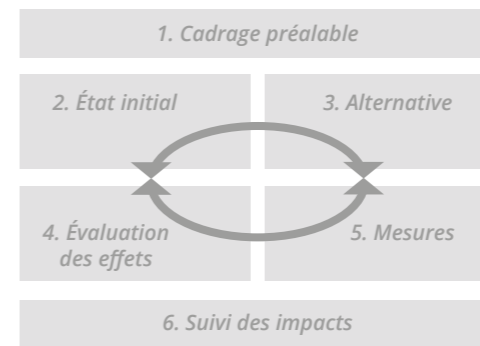 1. Cadrage préalable
2. État initial
3. Alternative
4. Évaluation
des effets
5. Mesures
6. Suivi des impacts